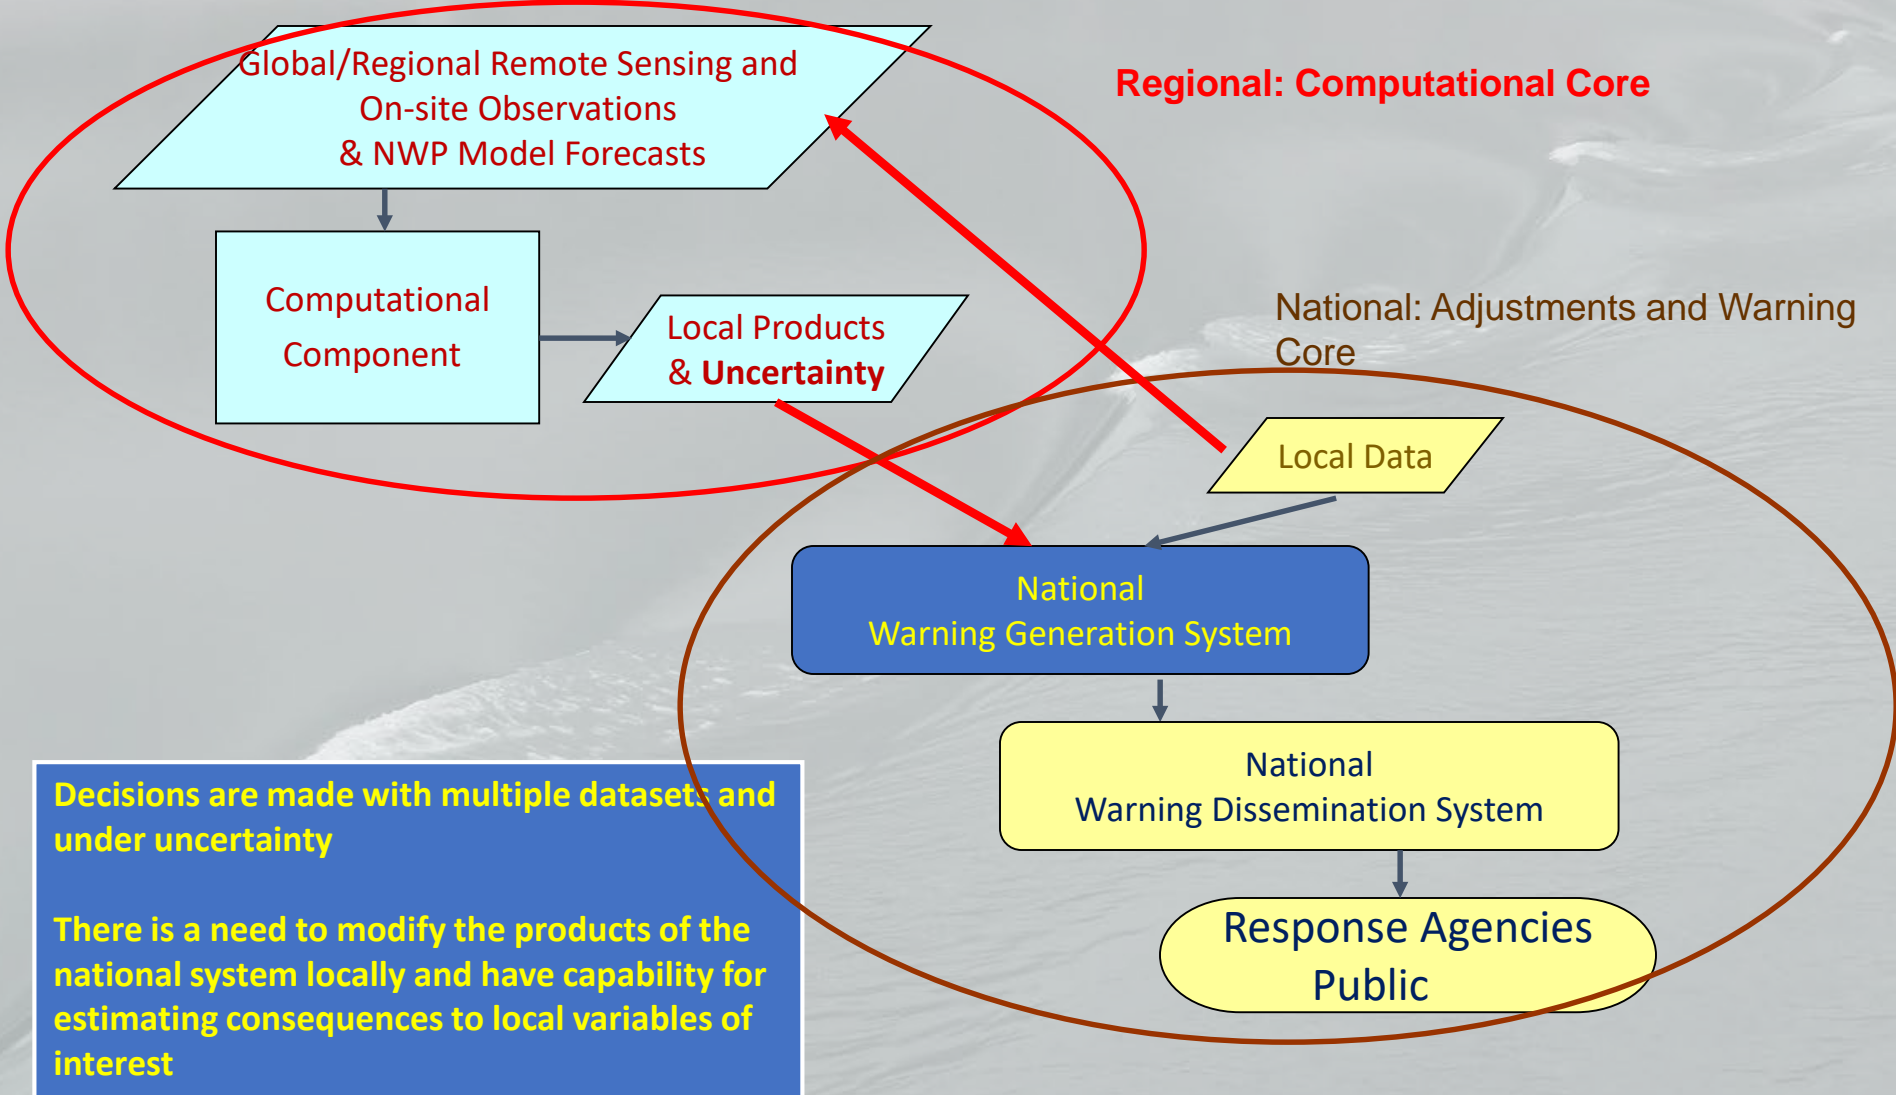 Global/Regional Remote Sensing and
On-site Observations
& NWP Model Forecasts
Regional: Computational Core
Computational
Component
Local Products
& Uncertainty
National: Adjustments and Warning
Core
Local Data
National
Warning Generation System
National
Warning Dissemination System
Response Agencies
Public
Decisions are made with multiple datasets and
under uncertainty
There is a need to modify the products of the
national system locally and have capability for
estimating consequences to local variables of
interest